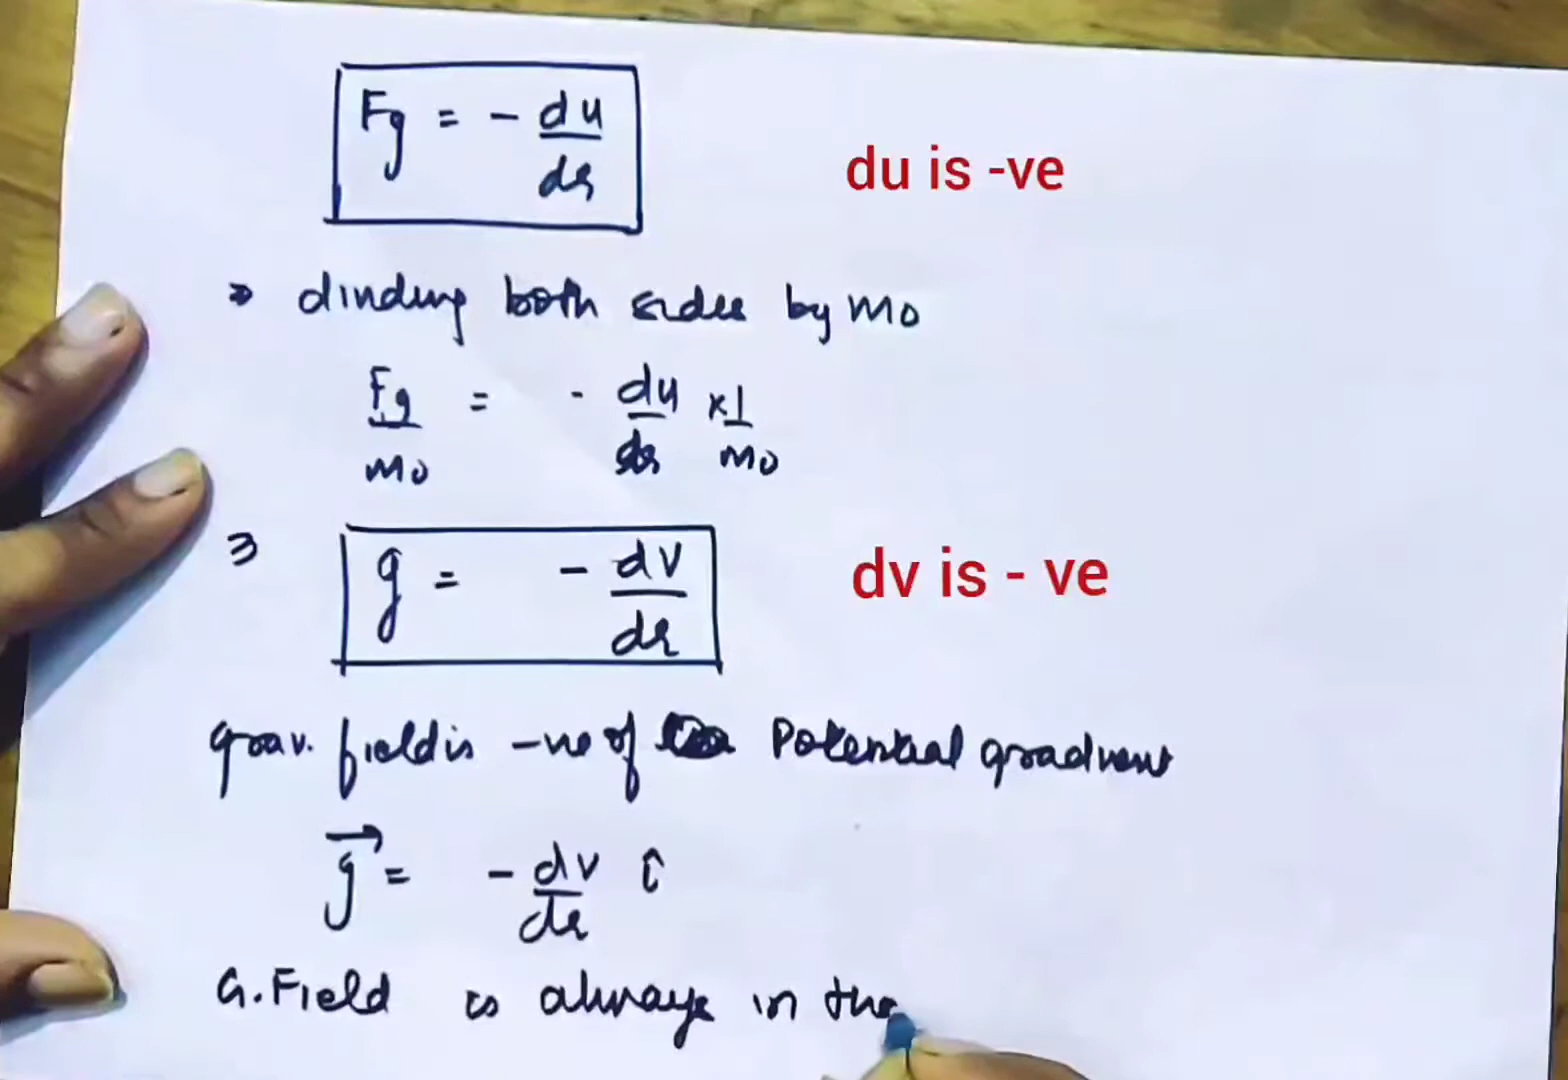 Fg = - du/dr
du is -ve
dividing both sides by mo
Fg/mo = - du/dr × 1/mo
g = - dv/dr
dv is - ve
grav. field is -ve of Potential gradient
g⃗ = - dv/dr r̂
G. Field is always in the